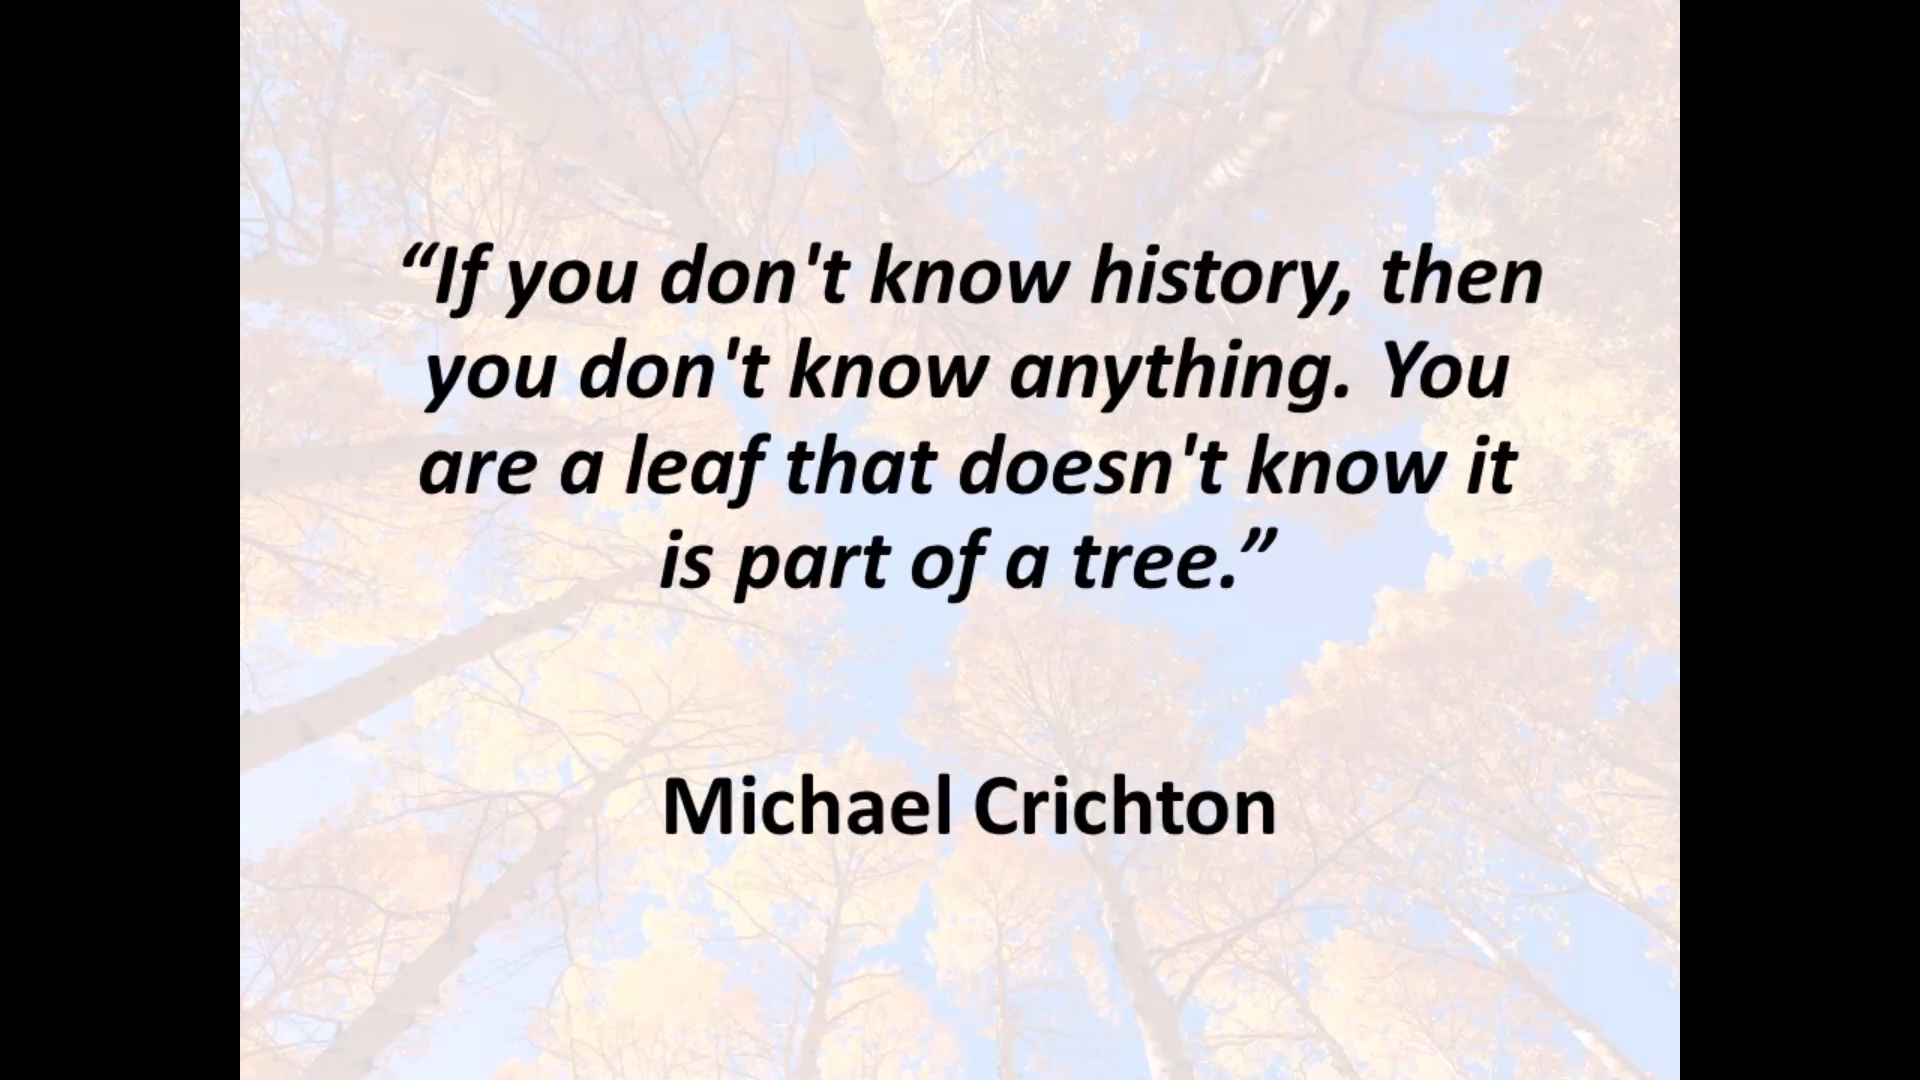 “If you don't know history, then
you don't know anything. You
are a leaf that doesn't know it
is part of a tree.”
Michael Crichton